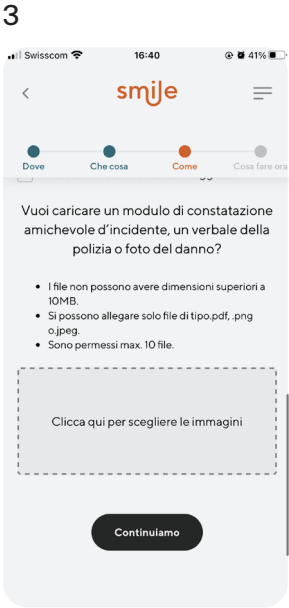 3
Swisscom 16:40 41%
smile
Dove Che cosa Come Cosa fare ora
Vuoi caricare un modulo di constatazione
amichevole d'incidente, un verbale della
polizia o foto del danno?
• I file non possono avere dimensioni superiori a
10MB.
• Si possono allegare solo file di tipo.pdf, .png
o.jpeg.
• Sono permessi max. 10 file.
Clicca qui per scegliere le immagini
Continuiamo